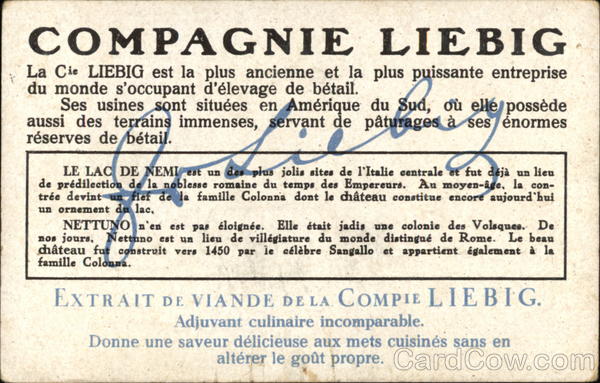 COMPAGNIE LIEBIG
La Cie LIEBIG est la plus ancienne et la plus puissante entreprise
du monde s'occupant d'élevage de bétail.
Ses usines sont situées en Amérique du Sud, où elle possède
aussi des terrains immenses, servant de pâturages à ses énormes
réserves de bétail.
LE LAC DE NEMI est un des plus jolis sites de l'Italie centrale et fut déjà un lieu
de prédilection de la noblesse romaine du temps des Empereurs. Au moyen-âge, la con-
trée devint un fief de la famille Colonna dont le château constitue encore aujourd'hui
un ornement du lac.
NETTUNO n'en est pas éloignée. Elle était jadis une colonie des Volsques. De
nos jours, Nettuno est un lieu de villégiature du monde distingué de Rome. Le beau
château fut construit vers 1450 par le célèbre Sangallo et appartient également à la
famille Colonna.
Liebig
EXTRAIT DE VIANDE DE LA COMPIE LIEBIG.
Adjuvant culinaire incomparable.
Donne une saveur délicieuse aux mets cuisinés sans en
altérer le goût propre.
CardCow.com